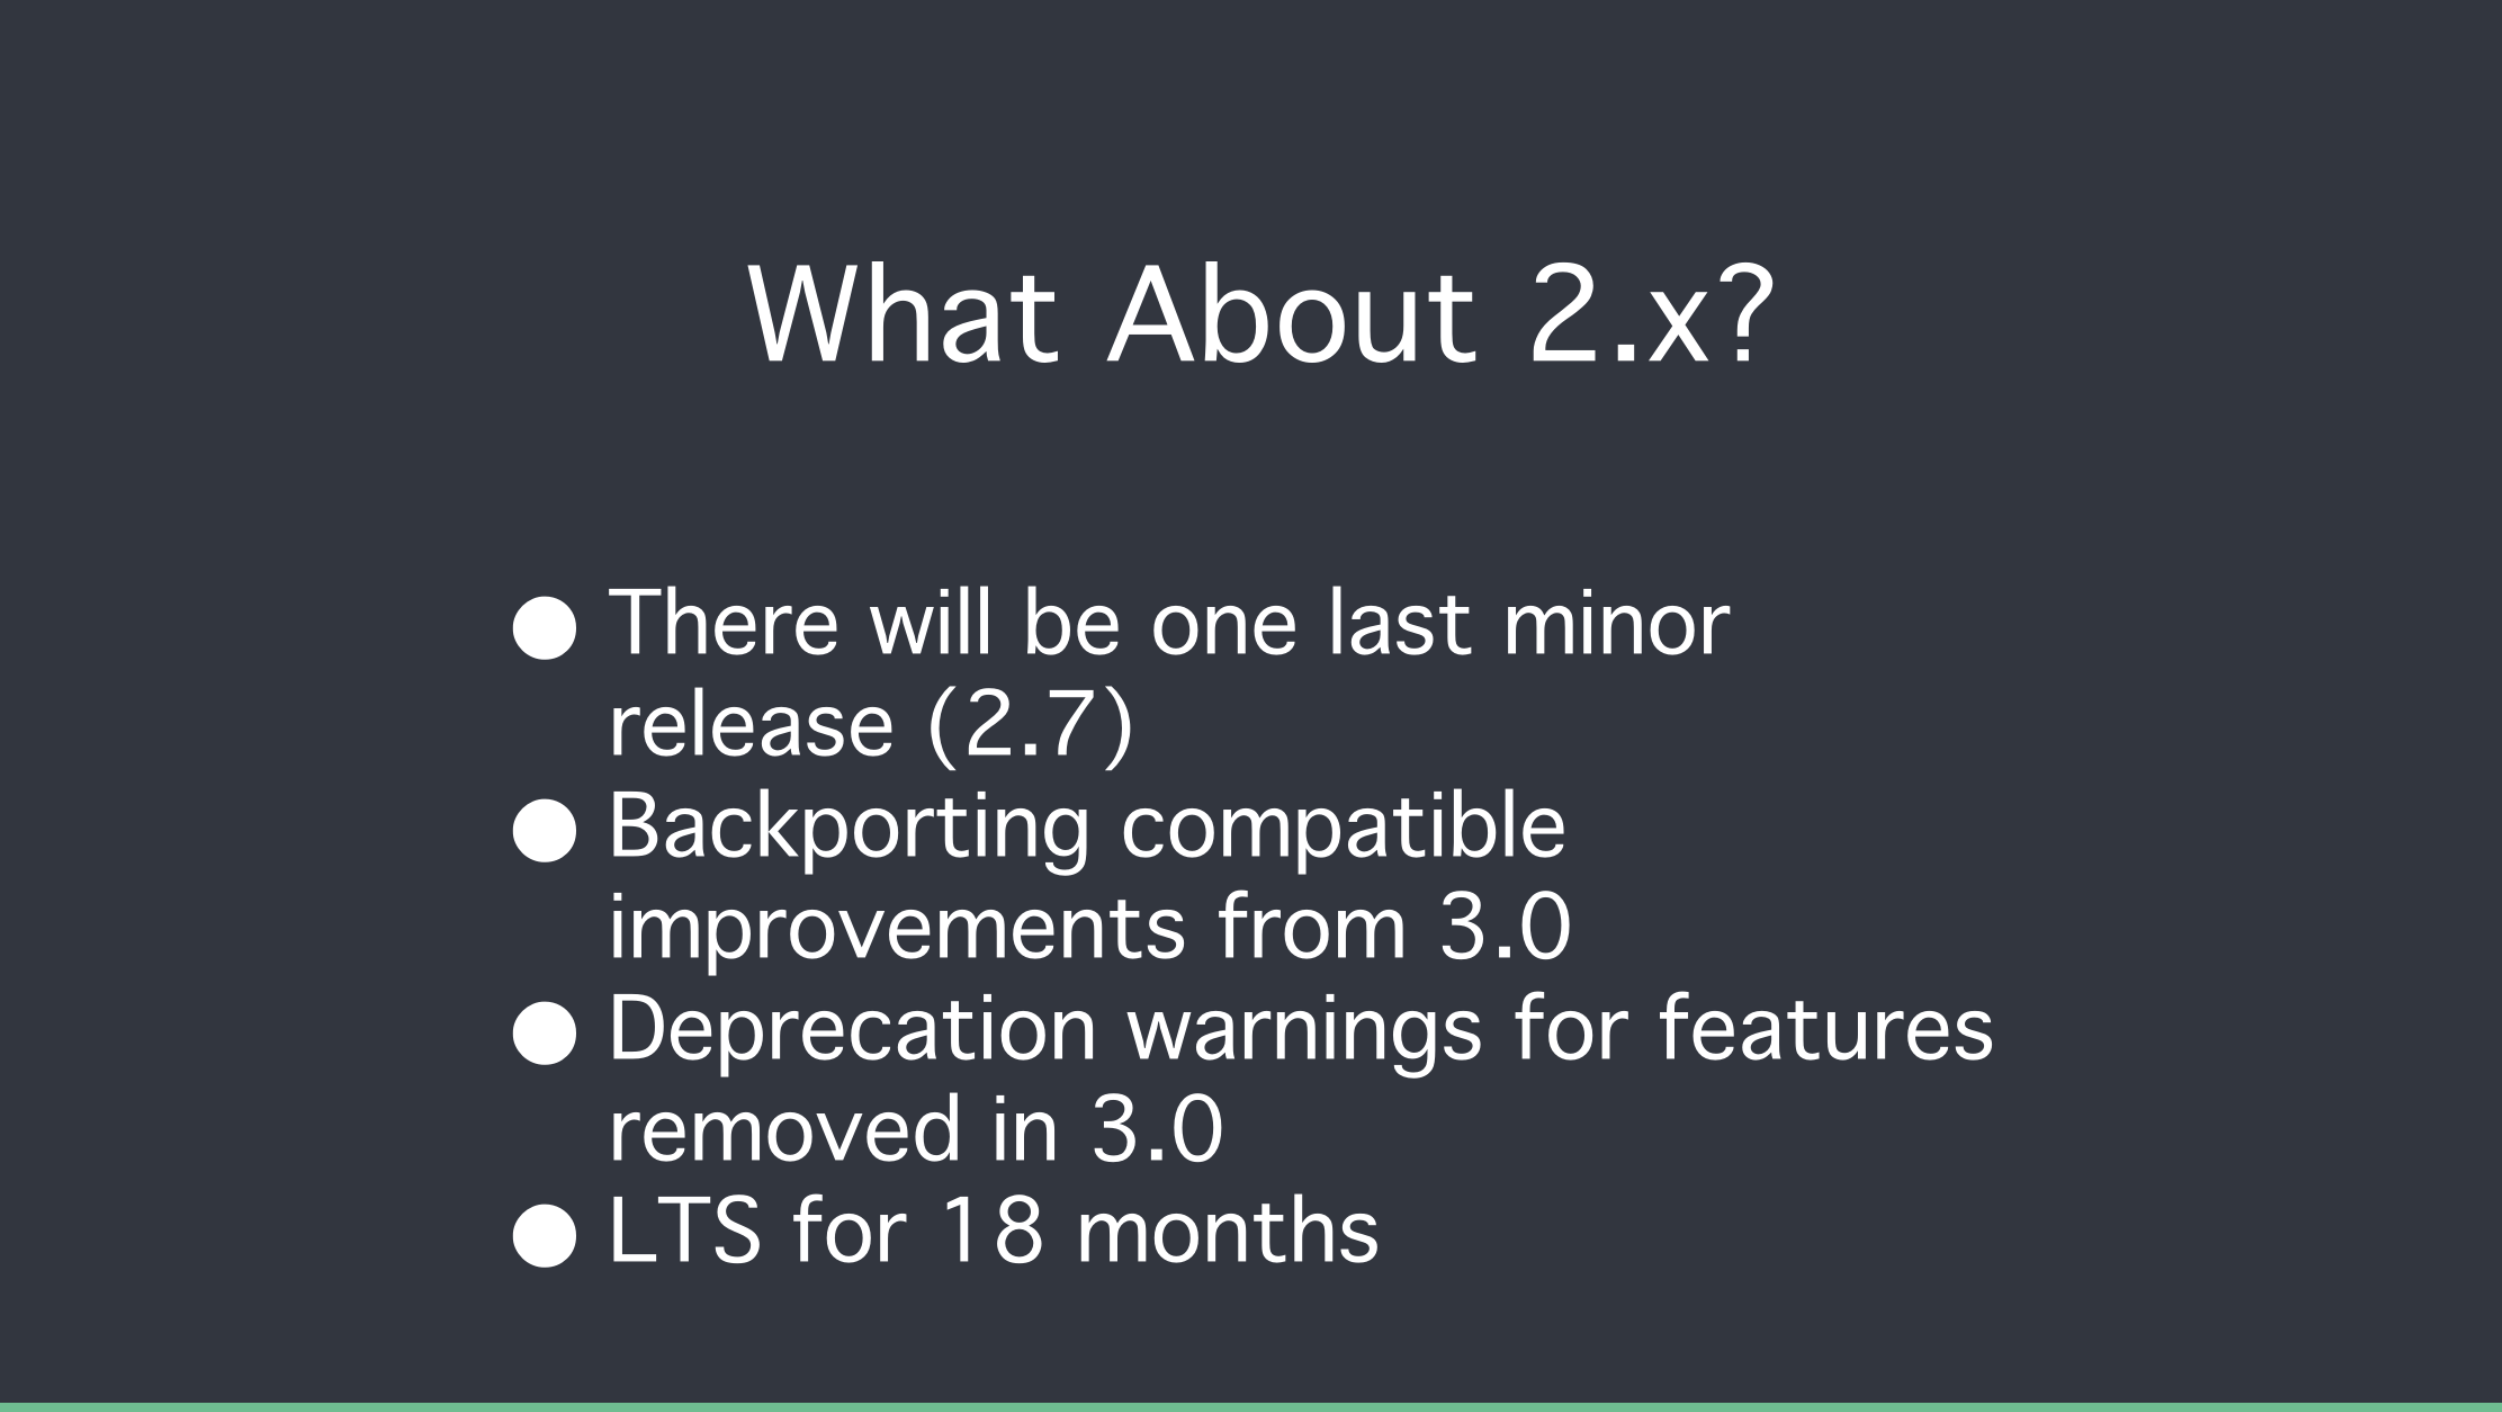 What About 2.x?
● There will be one last minor
release (2.7)
● Backporting compatible
improvements from 3.0
● Deprecation warnings for features
removed in 3.0
● LTS for 18 months